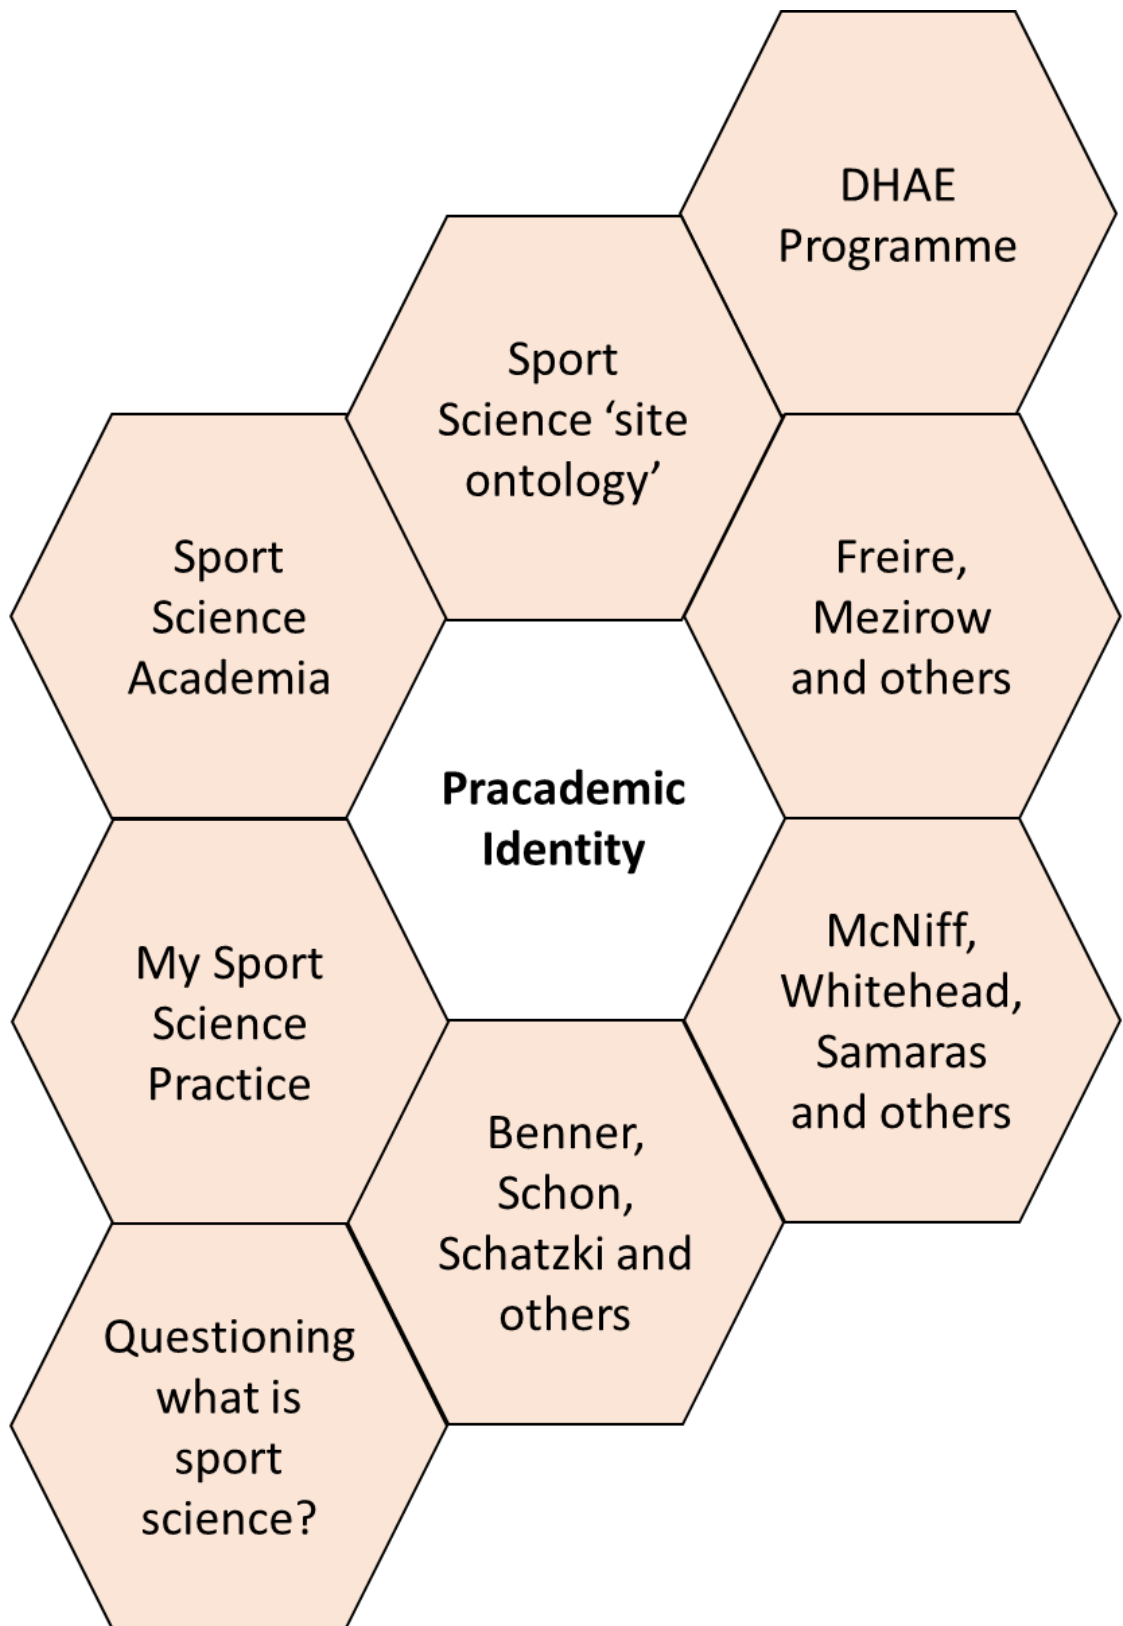 DHAE
Programme
Sport
Science ‘site
ontology’
Sport
Science
Academia
Freire,
Mezirow
and others
Pracademic
Identity
My Sport
Science
Practice
McNiff,
Whitehead,
Samaras
and others
Benner,
Schon,
Schatzki and
others
Questioning
what is
sport
science?